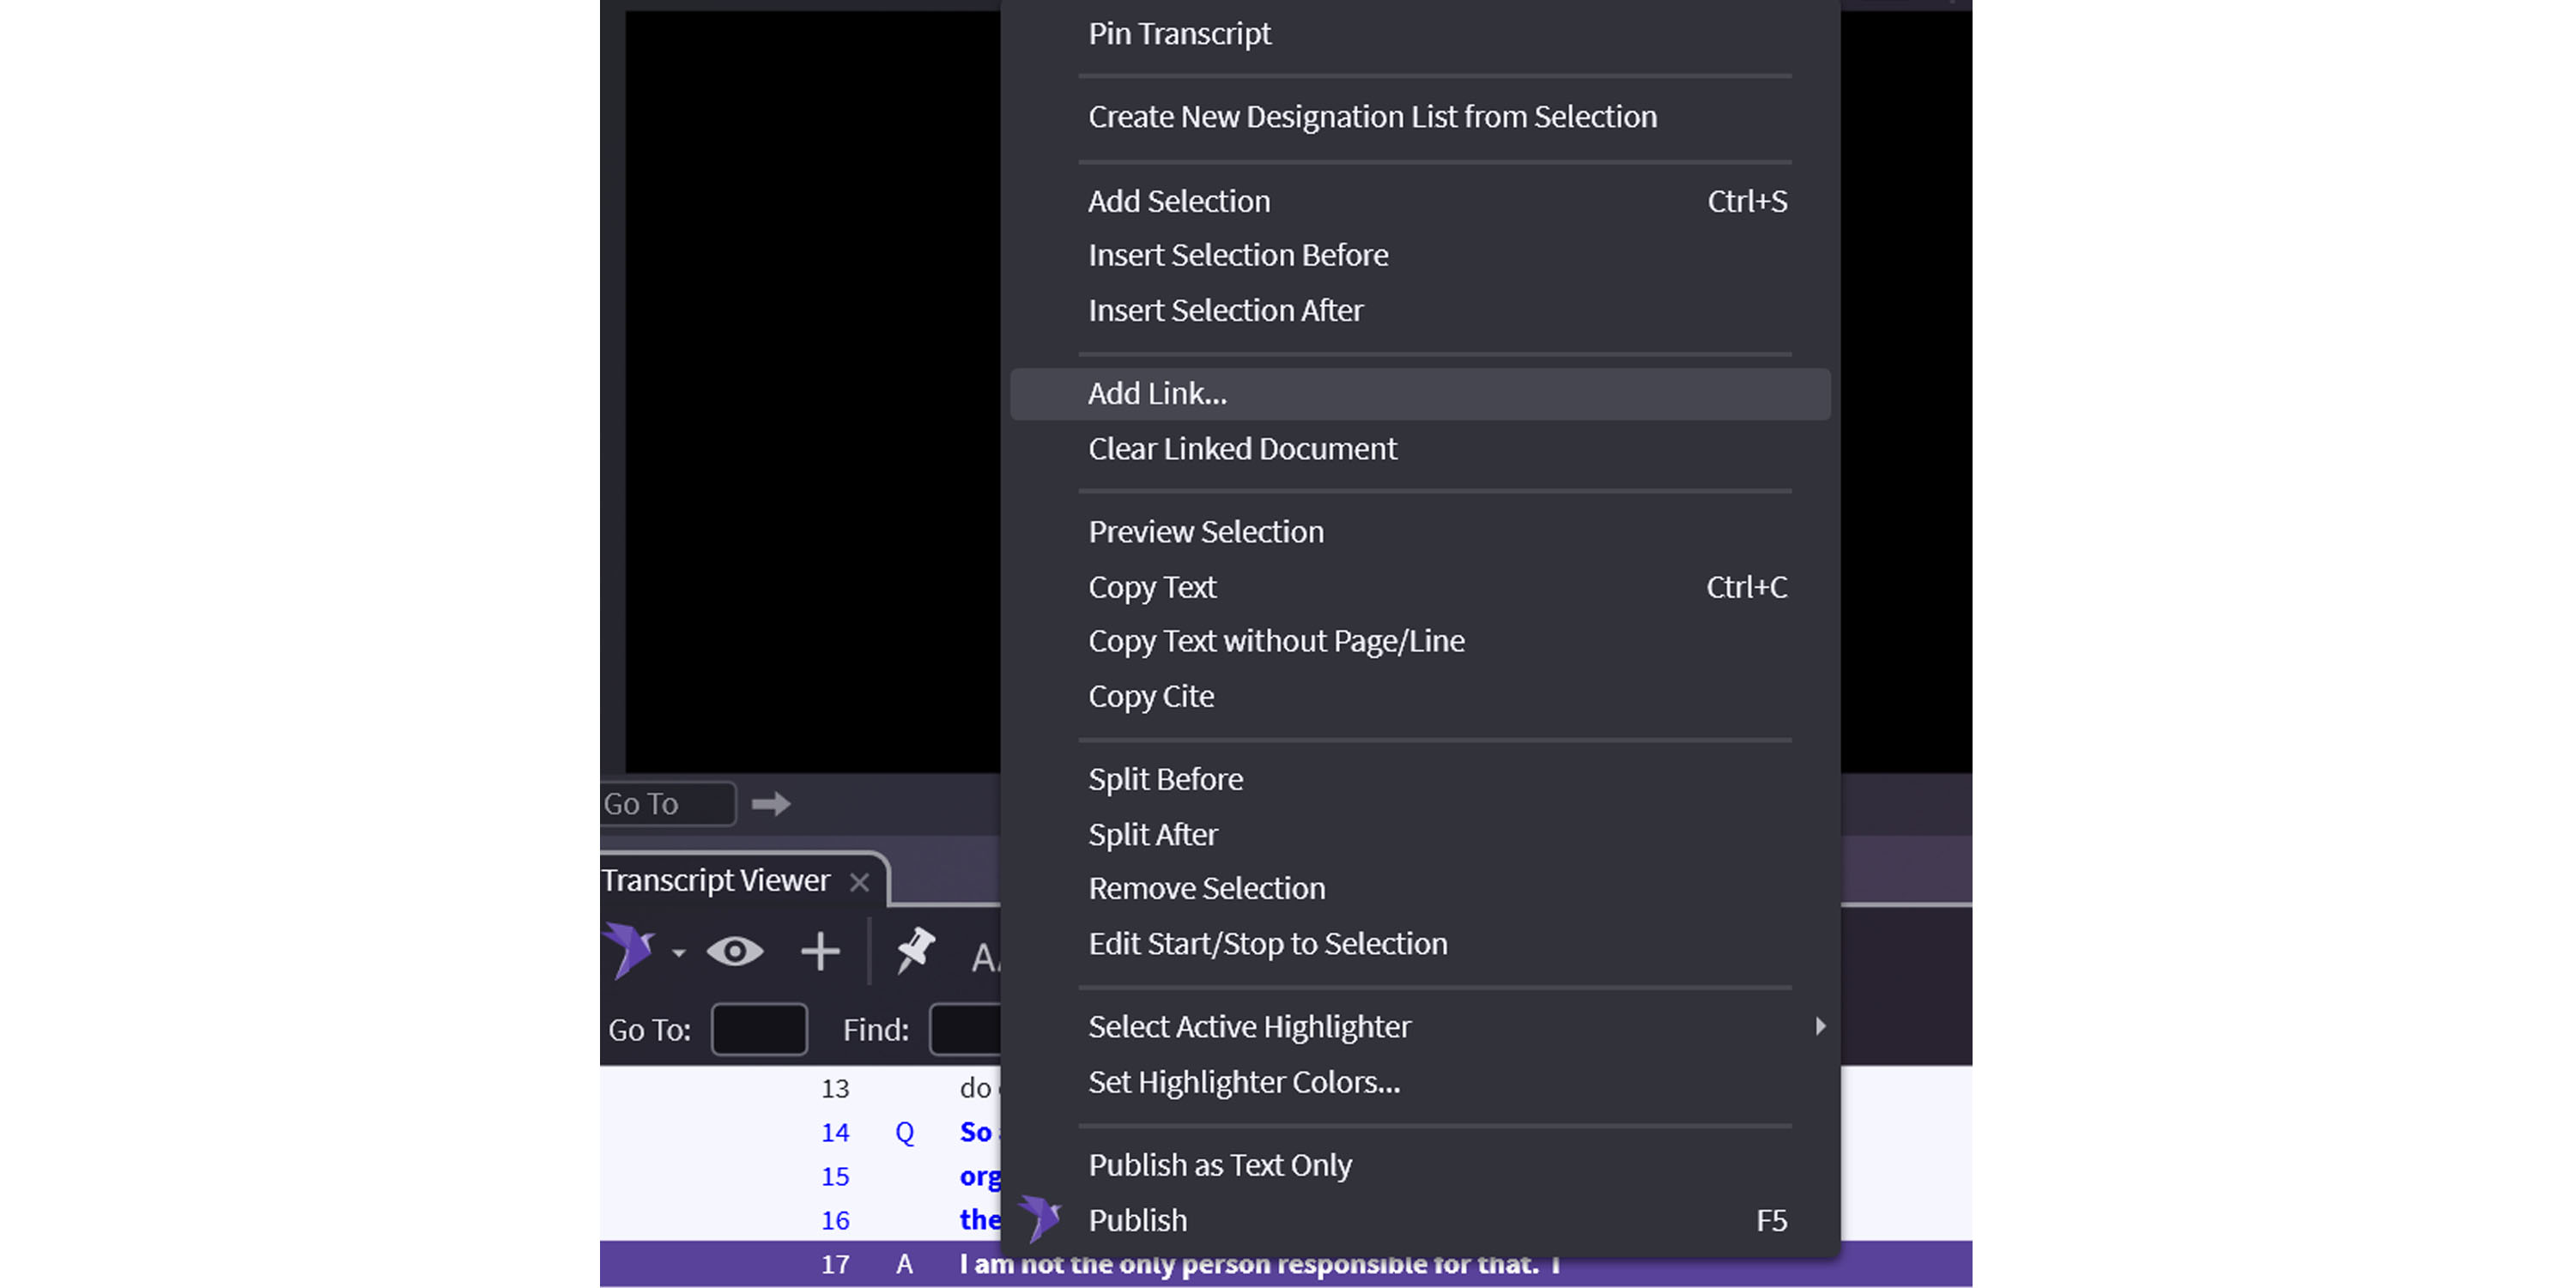 Pin Transcript
Create New Designation List from Selection
Add Selection Ctrl+S
Insert Selection Before
Insert Selection After
Add Link...
Clear Linked Document
Preview Selection
Copy Text Ctrl+C
Copy Text without Page/Line
Copy Cite
Split Before
Split After
Remove Selection
Edit Start/Stop to Selection
Select Active Highlighter
Set Highlighter Colors...
Publish as Text Only
Publish F5
Go To
Transcript Viewer
Go To: Find:
13 do
14 Q So
15
16
17 A I am not the only person responsible for that. I